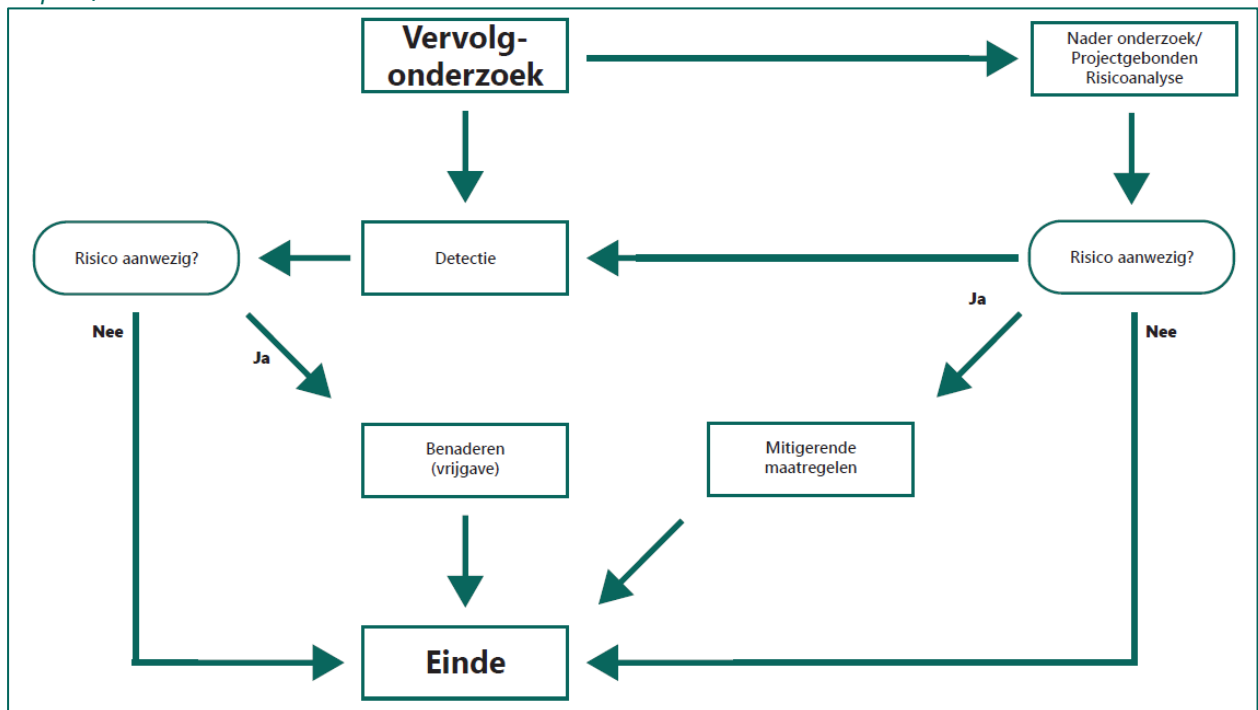 Vervolg-
onderzoek
Nader onderzoek/
Projectgebonden
Risicoanalyse
Risico aanwezig?
Detectie
Risico aanwezig?
Nee
Ja
Ja
Nee
Benaderen
(vrijgave)
Mitigerende
maatregelen
Einde